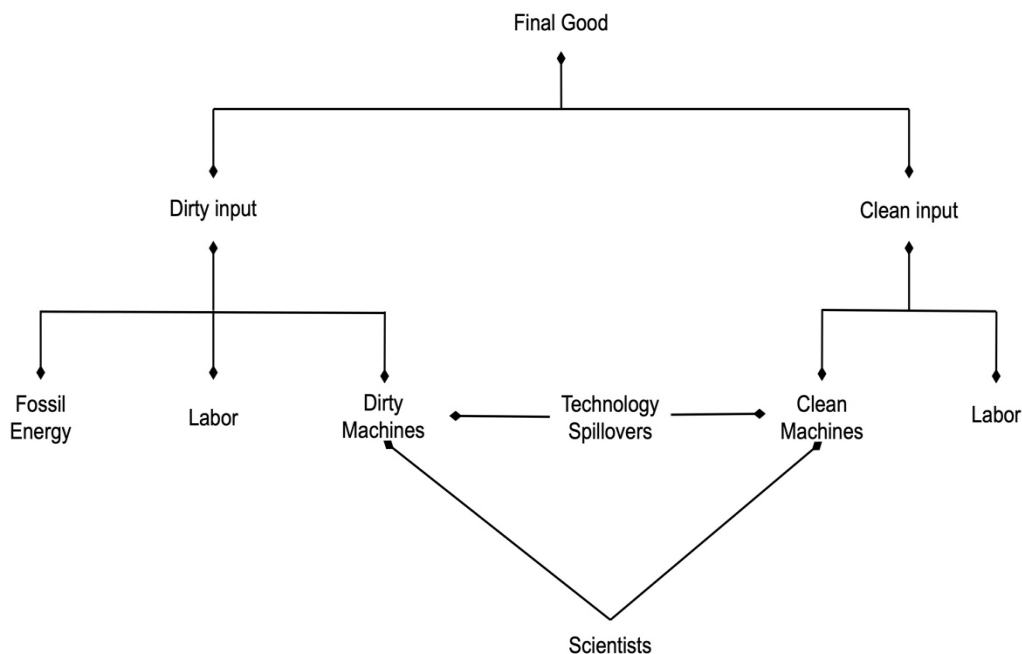 Final Good
Dirty input
Clean input
Fossil
Energy
Labor
Dirty
Machines
Technology
Spillovers
Clean
Machines
Labor
Scientists